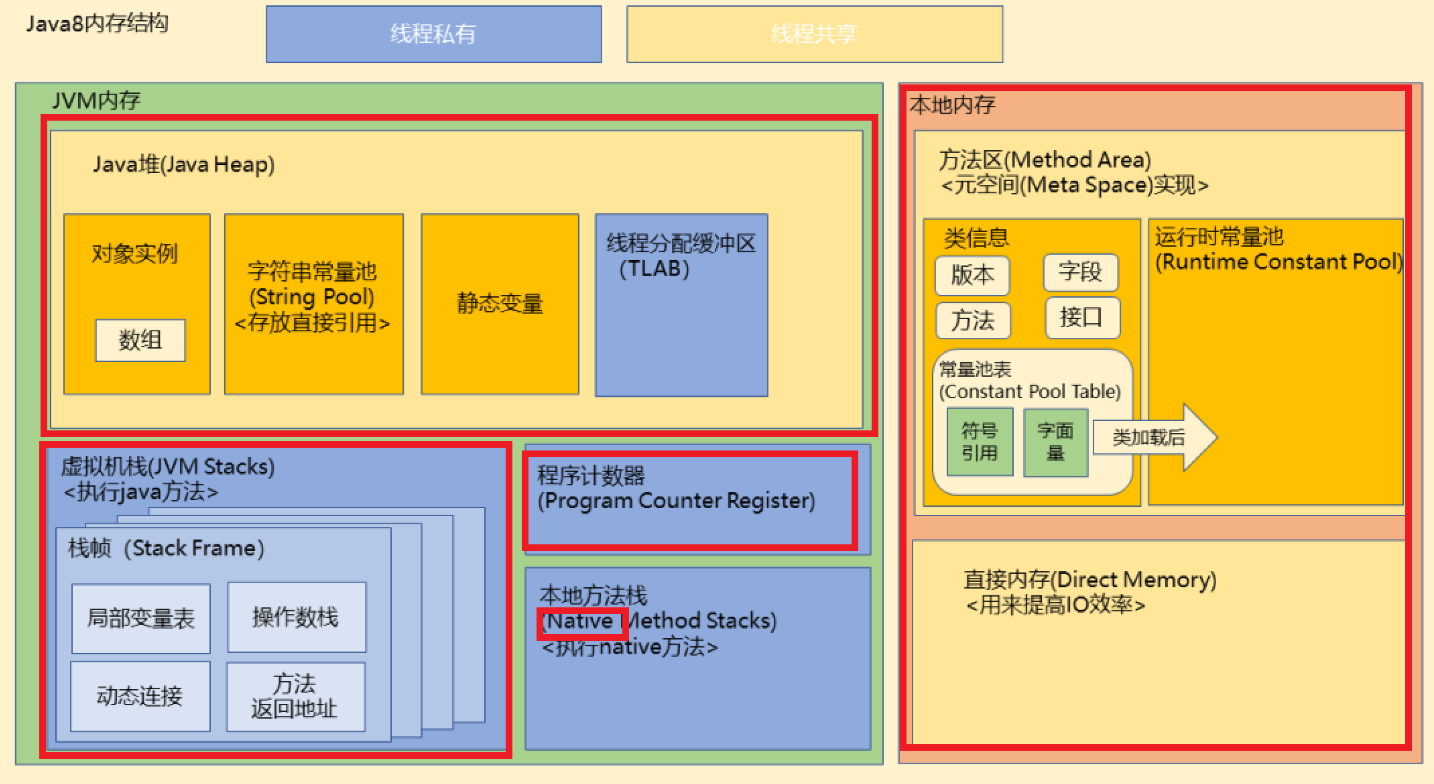 Java8内存结构
线程私有
线程共享
JVM内存
Java堆(Java Heap)
对象实例
数组
字符串常量池
(String Pool)
<存放直接引用>
静态变量
线程分配缓冲区
（TLAB）
虚拟机栈(JVM Stacks)
<执行java方法>
栈帧（Stack Frame）
局部变量表
操作数栈
动态连接
方法
返回地址
程序计数器
(Program Counter Register)
本地方法栈
(Native Method Stacks)
<执行native方法>
本地内存
方法区(Method Area)
<元空间(Meta Space)实现>
类信息
版本
字段
方法
接口
常量池表
(Constant Pool Table)
符号
引用
字面
量
类加载后
运行时常量池
(Runtime Constant Pool)
直接内存(Direct Memory)
<用来提高IO效率>